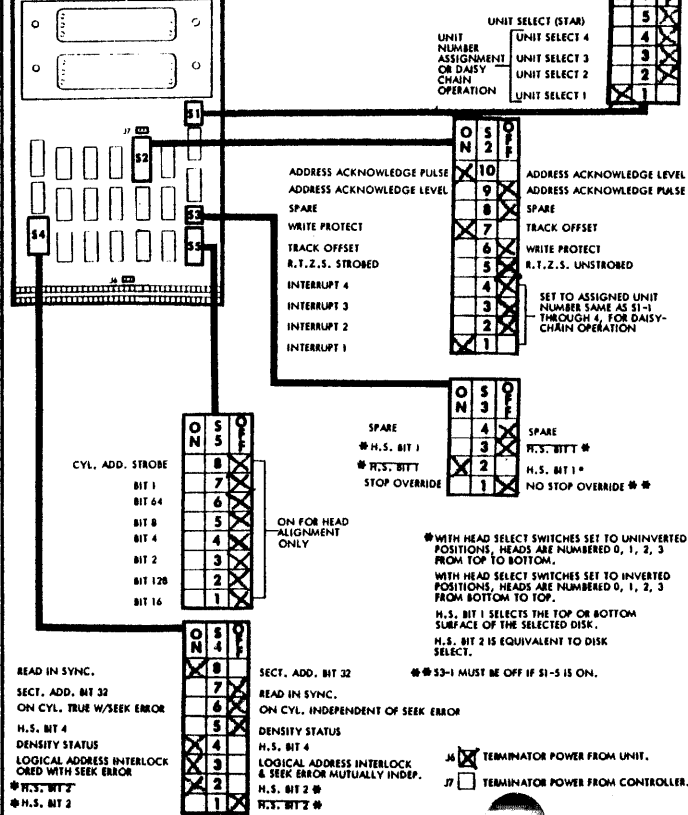 UNIT SELECT (STAR)
UNIT NUMBER ASSIGNMENT OR DAISY CHAIN OPERATION
UNIT SELECT 4
UNIT SELECT 3
UNIT SELECT 2
UNIT SELECT 1
5
4
3
2
1
S1
J7
S2
S3
S4
S5
J6
ON S2 OFF
ADDRESS ACKNOWLEDGE PULSE 10 ADDRESS ACKNOWLEDGE LEVEL
ADDRESS ACKNOWLEDGE LEVEL 9 ADDRESS ACKNOWLEDGE PULSE
SPARE 8 SPARE
WRITE PROTECT 7 TRACK OFFSET
TRACK OFFSET 6 WRITE PROTECT
R.T.Z.S. STROBED 5 R.T.Z.S. UNSTROBED
INTERRUPT 4 4
INTERRUPT 3 3
INTERRUPT 2 2
INTERRUPT 1 1
SET TO ASSIGNED UNIT
NUMBER SAME AS S1-1
THROUGH 4, FOR DAISY-
CHAIN OPERATION
ON S3 OFF
SPARE 4 SPARE
*H.S. BIT 1 3 H.S. BIT 1 *
*H.S. BIT 1 2 H.S. BIT 1*
STOP OVERRIDE 1 NO STOP OVERRIDE **
ON S5 OFF
CYL. ADD. STROBE 8
BIT 1 7
BIT 64 6
BIT 8 5
BIT 4 4
BIT 2 3
BIT 128 2
BIT 16 1
ON FOR HEAD
ALIGNMENT
ONLY
*WITH HEAD SELECT SWITCHES SET TO UNINVERTED
POSITIONS, HEADS ARE NUMBERED 0, 1, 2, 3
FROM TOP TO BOTTOM.
WITH HEAD SELECT SWITCHES SET TO INVERTED
POSITIONS, HEADS ARE NUMBERED 0, 1, 2, 3
FROM BOTTOM TO TOP.
H.S. BIT 1 SELECTS THE TOP OR BOTTOM
SURFACE OF THE SELECTED DISK.
H.S. BIT 2 IS EQUIVALENT TO DISK
SELECT.
** S3-1 MUST BE OFF IF S1-5 IS ON.
ON S4 OFF
READ IN SYNC. 8 SECT. ADD. BIT 32
SECT. ADD. BIT 32 7 READ IN SYNC.
ON CYL. TRUE W/SEEK ERROR 6 ON CYL. INDEPENDENT OF SEEK ERROR
H.S. BIT 4 5 DENSITY STATUS
DENSITY STATUS 4 H.S. BIT 4
LOGICAL ADDRESS INTERLOCK 3 LOGICAL ADDRESS INTERLOCK
ORED WITH SEEK ERROR & SEEK ERROR MUTUALLY INDEP.
*H.S. BIT 2 2 H.S. BIT 2 *
*H.S. BIT 2 1 H.S. BIT 2 *
J6 TERMINATOR POWER FROM UNIT.
J7 TERMINATOR POWER FROM CONTROLLER.